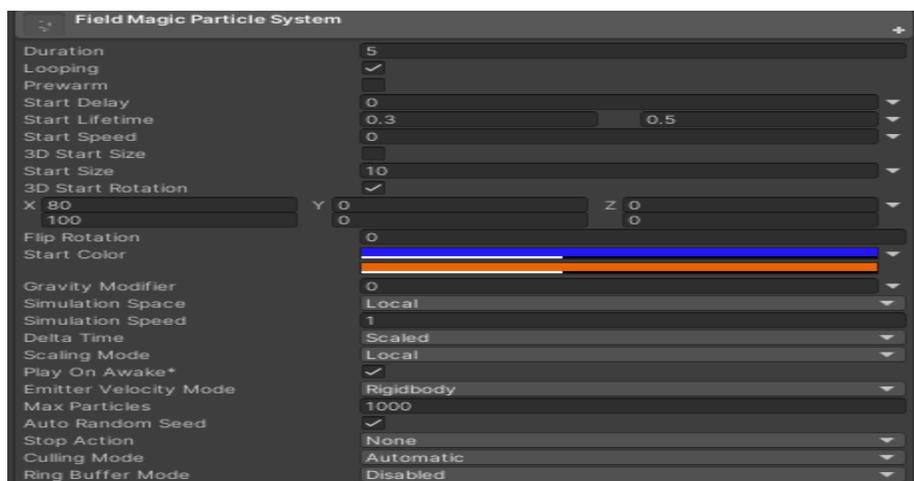 Field Magic Particle System
Duration 5
Looping
Prewarm
Start Delay 0
Start Lifetime 0.3 0.5
Start Speed 0
3D Start Size
Start Size 10
3D Start Rotation
X 80 Y 0 Z 0
100 0 0
Flip Rotation 0
Start Color
Gravity Modifier 0
Simulation Space Local
Simulation Speed 1
Delta Time Scaled
Scaling Mode Local
Play On Awake*
Emitter Velocity Mode Rigidbody
Max Particles 1000
Auto Random Seed
Stop Action None
Culling Mode Automatic
Ring Buffer Mode Disabled